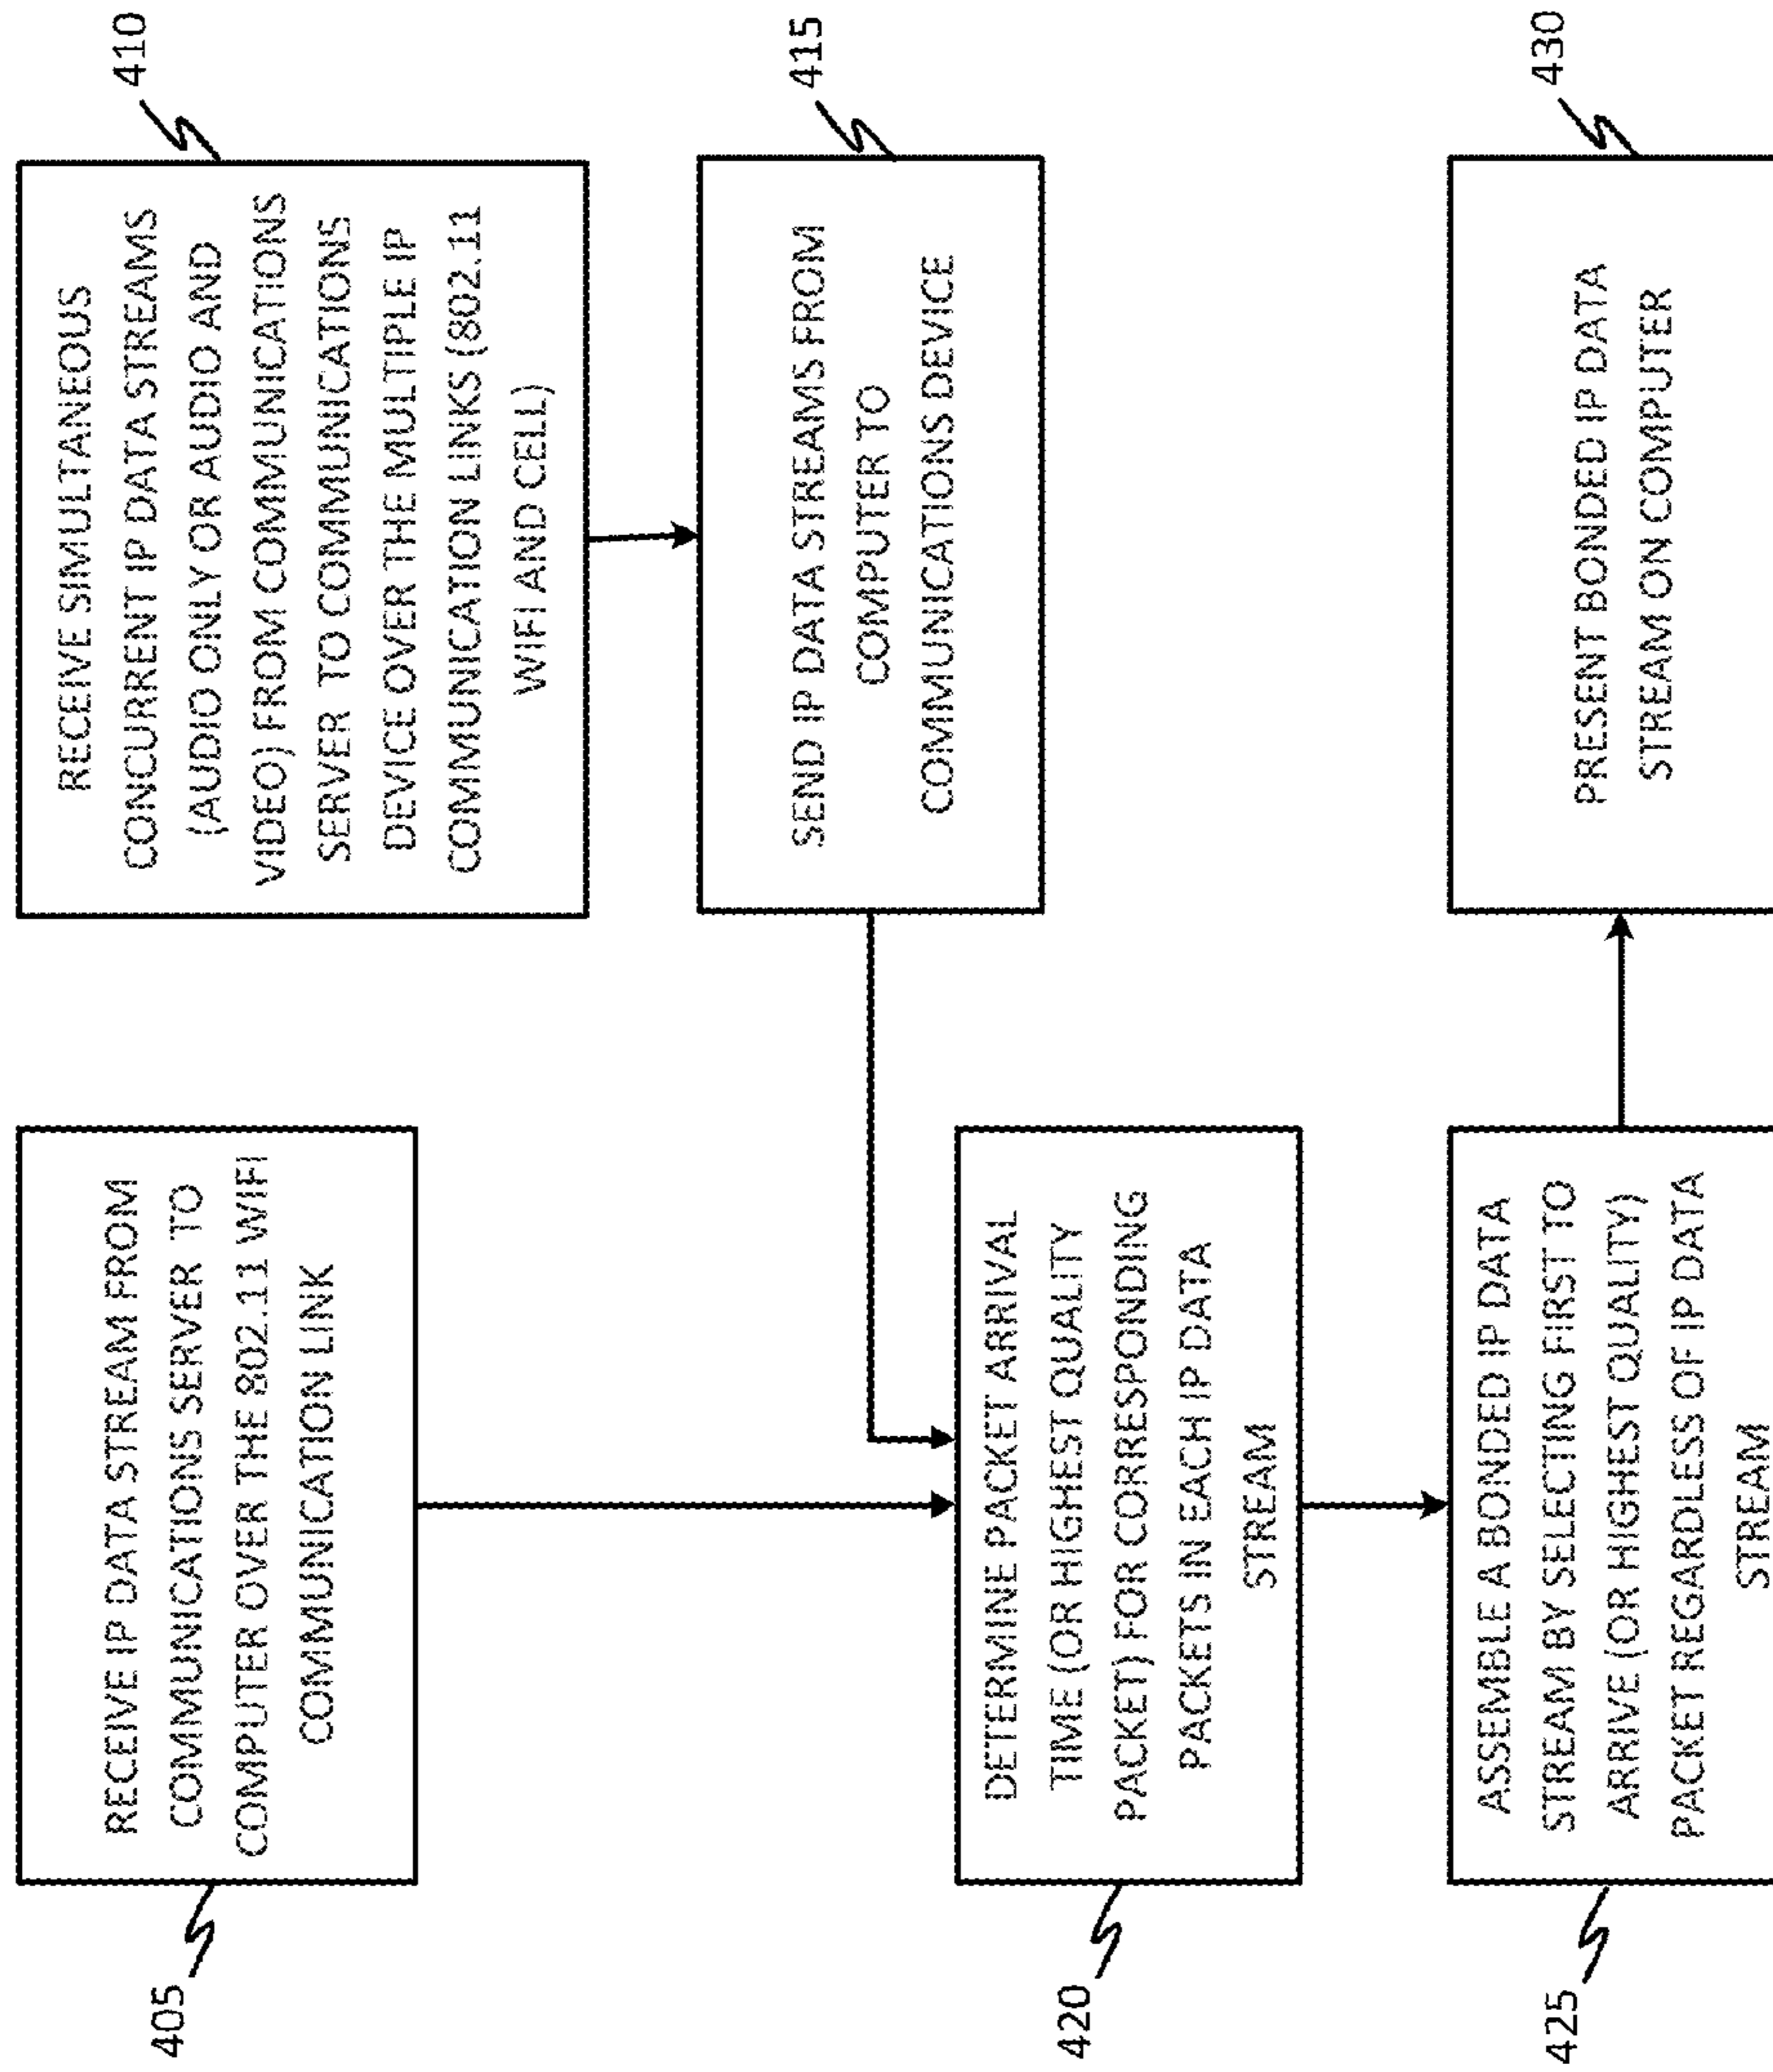 405
RECEIVE IP DATA STREAM FROM
COMMUNICATIONS SERVER TO
COMPUTER OVER THE 802.11 WIFI
COMMUNICATION LINK
410
RECEIVE SIMULTANEOUS
CONCURRENT IP DATA STREAMS
(AUDIO ONLY OR AUDIO AND
VIDEO) FROM COMMUNICATIONS
SERVER TO COMMUNICATIONS
DEVICE OVER THE MULTIPLE IP
COMMUNICATION LINKS (802.11
WIFI AND CELL)
415
SEND IP DATA STREAMS FROM
COMPUTER TO
COMMUNICATIONS DEVICE
420
DETERMINE PACKET ARRIVAL
TIME (OR HIGHEST QUALITY
PACKET) FOR CORRESPONDING
PACKETS IN EACH IP DATA
STREAM
425
ASSEMBLE A BONDED IP DATA
STREAM BY SELECTING FIRST TO
ARRIVE (OR HIGHEST QUALITY)
PACKET REGARDLESS OF IP DATA
STREAM
430
PRESENT BONDED IP DATA
STREAM ON COMPUTER